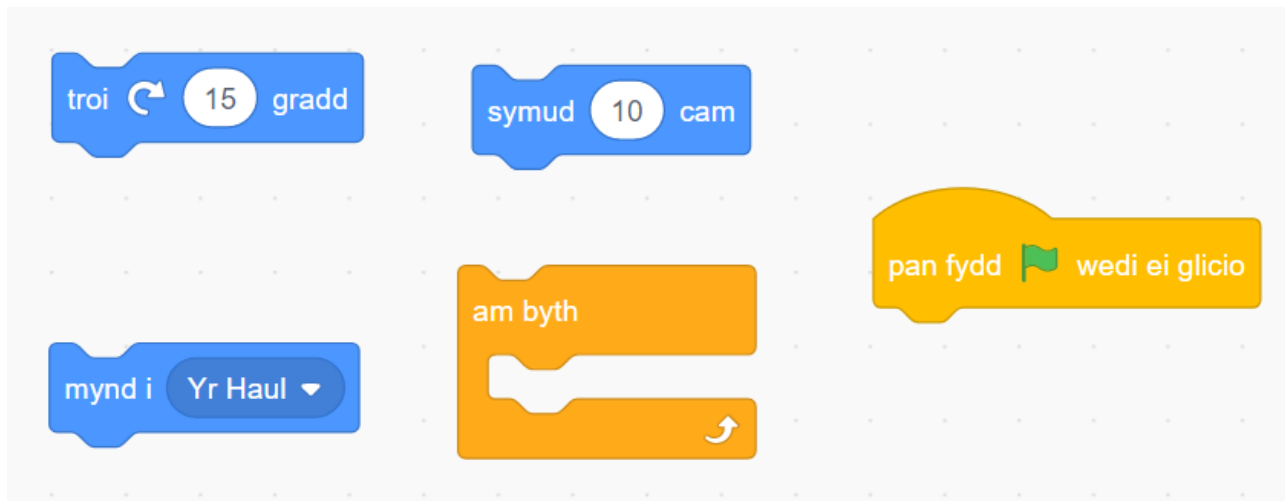 troi 15 gradd
symud 10 cam
pan fydd wedi ei glicio
am byth
mynd i Yr Haul